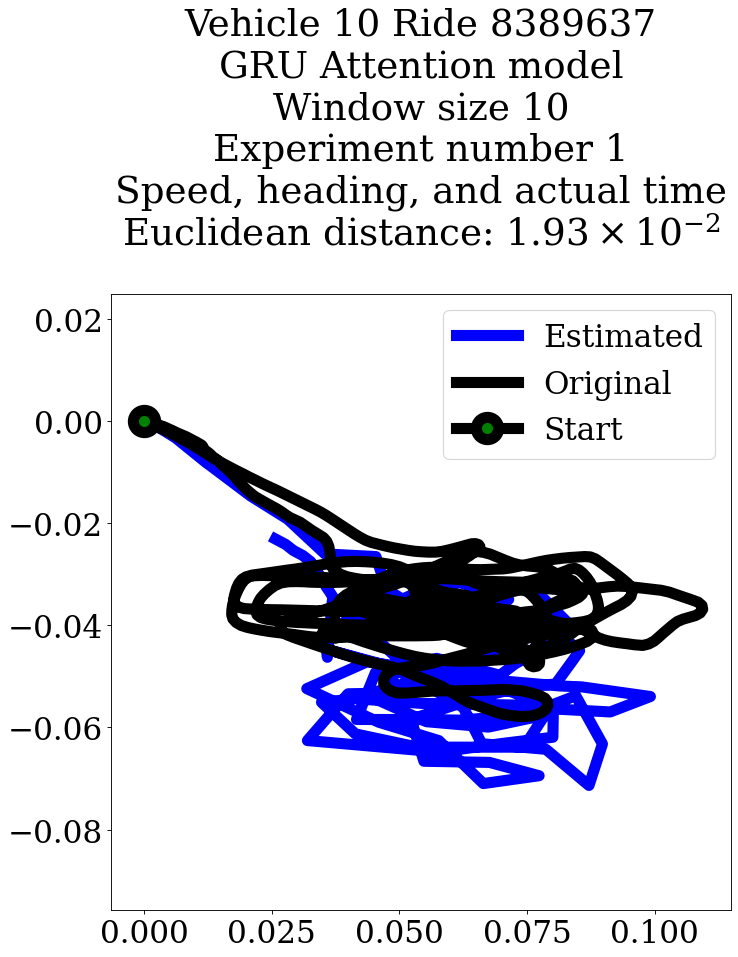 Vehicle 10 Ride 8389637
GRU Attention model
Window size 10
Experiment number 1
Speed, heading, and actual time
Euclidean distance: 1.93 × 10⁻²
Estimated
Original
Start
0.02
0.00
−0.02
−0.04
−0.06
−0.08
0.000 0.025 0.050 0.075 0.100